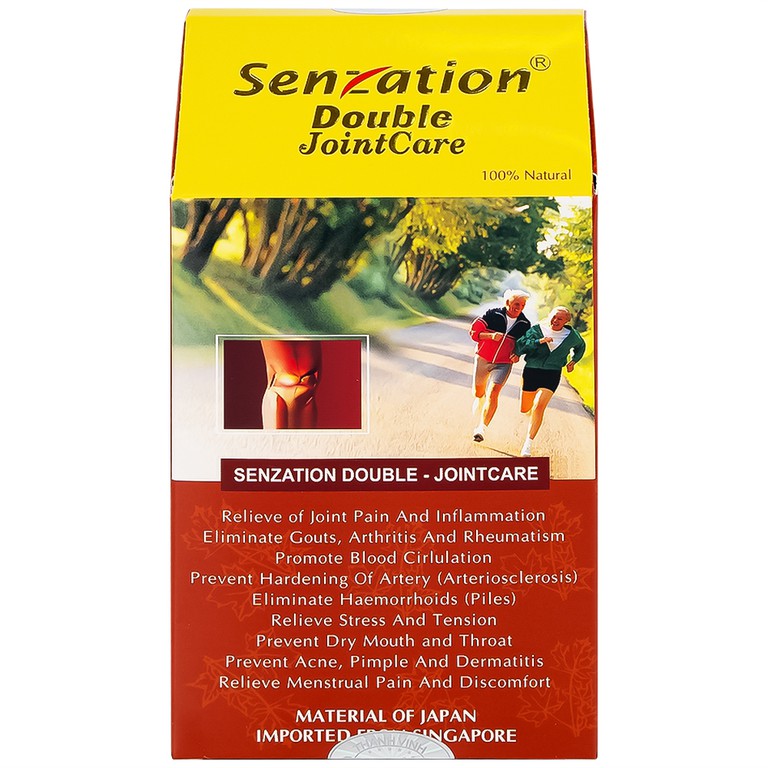 Senzation®
Double
JointCare
100% Natural
SENZATION DOUBLE - JOINTCARE
Relieve of Joint Pain And Inflammation
Eliminate Gouts, Arthritis And Rheumatism
Promote Blood Cirlulation
Prevent Hardening Of Artery (Arteriosclerosis)
Eliminate Haemorrhoids (Piles)
Relieve Stress And Tension
Prevent Dry Mouth and Throat
Prevent Acne, Pimple And Dermatitis
Relieve Menstrual Pain And Discomfort
MATERIAL OF JAPAN
IMPORTED FROM SINGAPORE
THANH VINH